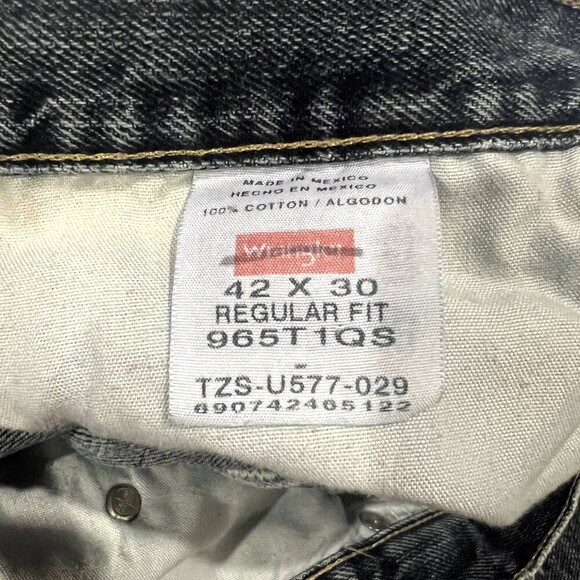 MADE IN MEXICO
HECHO EN MEXICO
100% COTTON / ALGODON
Wrangler
42 X 30
REGULAR FIT
965T1QS
-
TZS-U577-029
690742465122